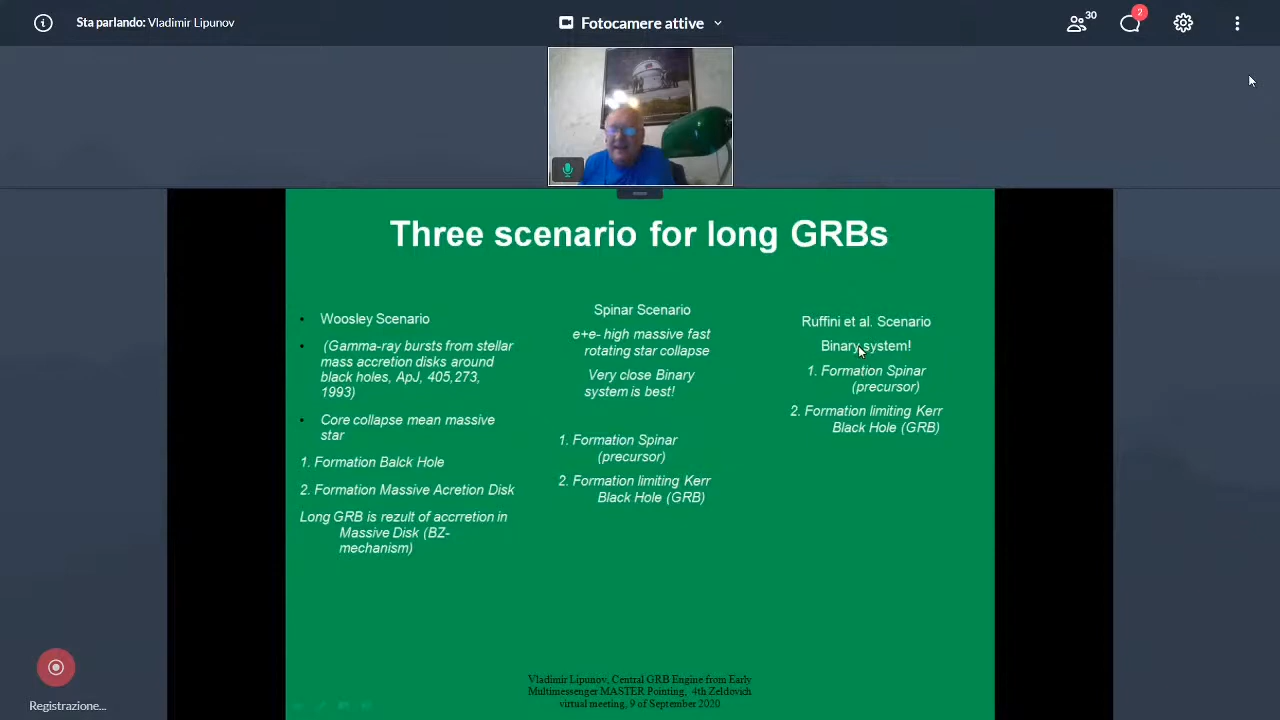 Sta parlando: Vladimir Lipunov
Fotocamere attive
30
2
Three scenario for long GRBs
Woosley Scenario
(Gamma-ray bursts from stellar
mass accretion disks around
black holes, ApJ, 405,273,
1993)
Core collapse mean massive
star
1. Formation Balck Hole
2. Formation Massive Acretion Disk
Long GRB is rezult of accrretion in
Massive Disk (BZ-
mechanism)
Spinar Scenario
e+e- high massive fast
rotating star collapse
Very close Binary
system is best!
1. Formation Spinar
(precursor)
2. Formation limiting Kerr
Black Hole (GRB)
Ruffini et al. Scenario
Binary system!
1. Formation Spinar
(precursor)
2. Formation limiting Kerr
Black Hole (GRB)
Vladimir Lipunov, Central GRB Engine from Early
Multimessenger MASTER Pointing, 4th Zeldovich
virtual meeting, 9 of September 2020
Registrazione...